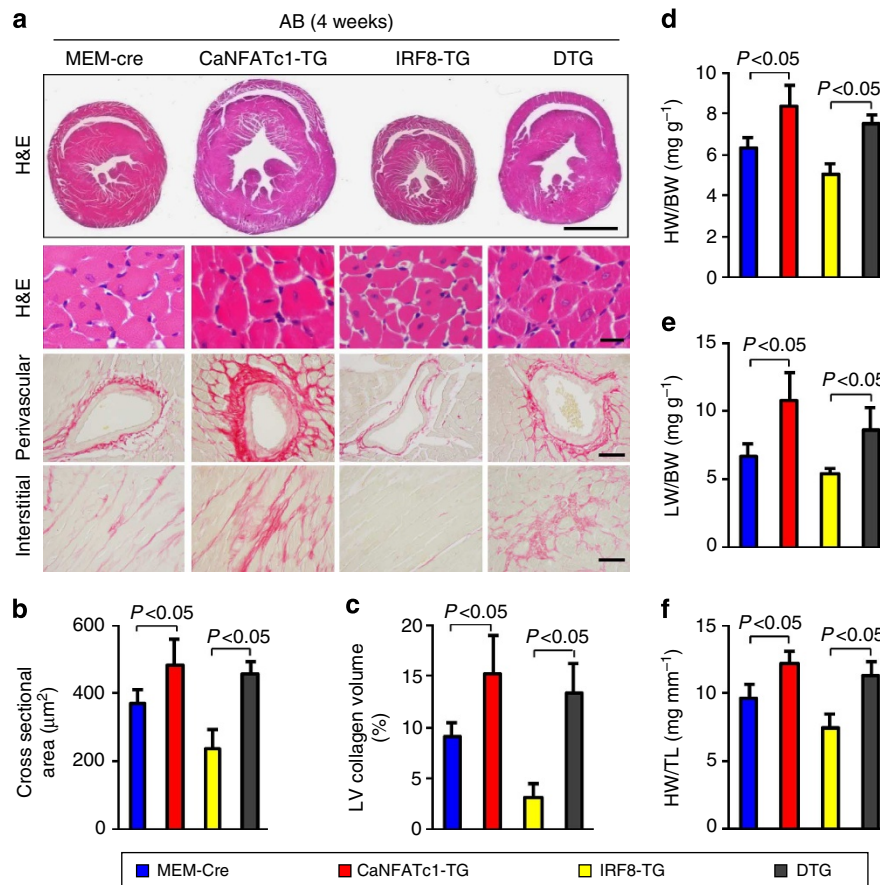 a
AB (4 weeks)
MEM-cre CaNFATc1-TG IRF8-TG DTG
H&E
H&E
Perivascular
Interstitial
b
Cross sectional
area (μm²)
600
400
200
0
P<0.05
P<0.05
c
LV collagen volume
(%)
20
15
10
5
0
P<0.05
P<0.05
d
HW/BW (mg g⁻¹)
10
8
6
4
2
0
P<0.05
P<0.05
e
LW/BW (mg g⁻¹)
15
10
5
0
P<0.05
P<0.05
f
HW/TL (mg mm⁻¹)
15
10
5
0
P<0.05
P<0.05
MEM-Cre CaNFATc1-TG IRF8-TG DTG